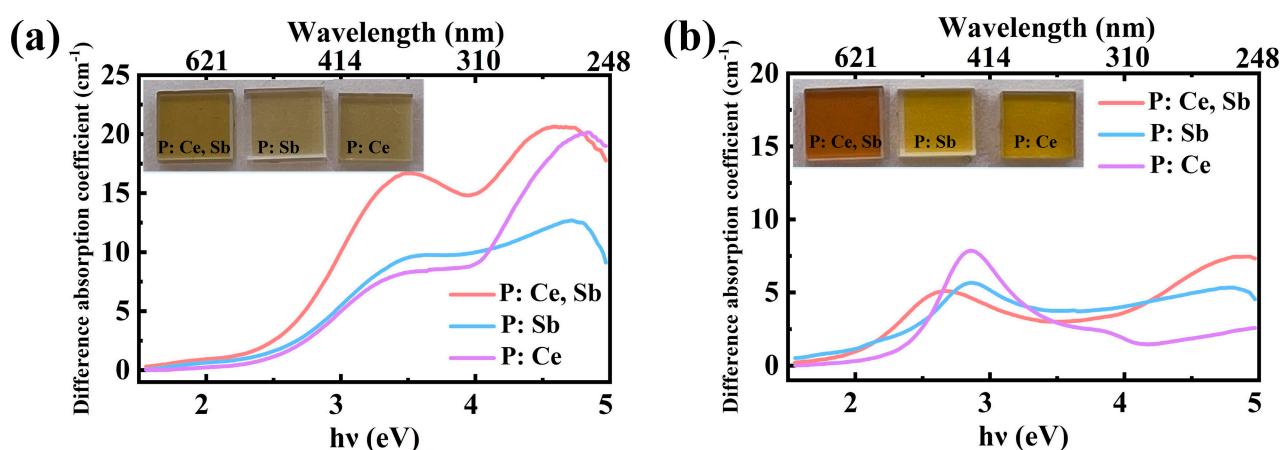 (a)
Wavelength (nm)
621 414 310 248
Difference absorption coefficient (cm⁻¹)
25
20
15
10
5
0
P: Ce, Sb
P: Sb
P: Ce
P: Ce, Sb
P: Sb
P: Ce
2 3 4 5
hν (eV)
(b)
Wavelength (nm)
621 414 310 248
Difference absorption coefficient (cm⁻¹)
20
15
10
5
0
P: Ce, Sb
P: Sb
P: Ce
P: Ce, Sb
P: Sb
P: Ce
2 3 4 5
hν (eV)